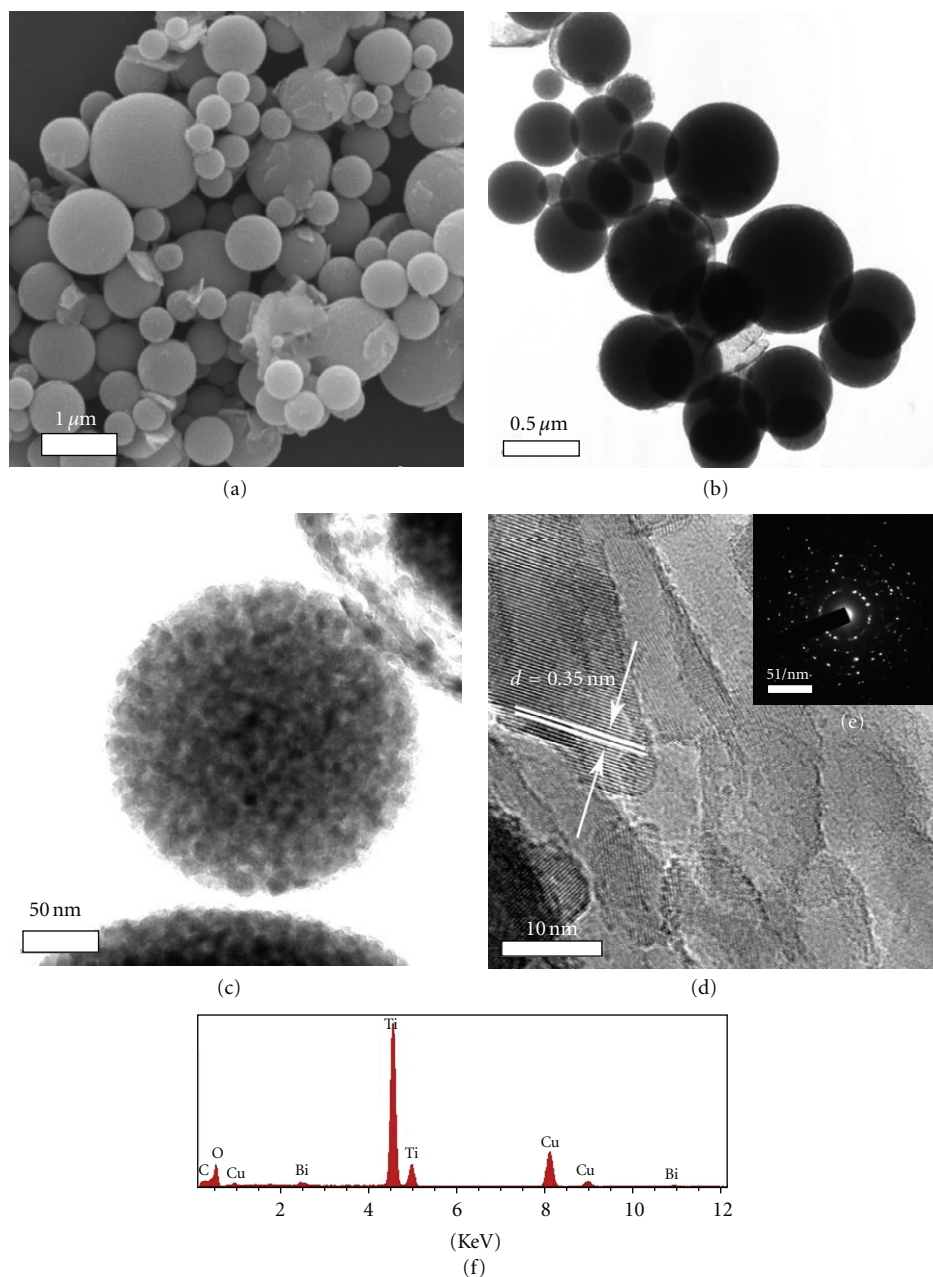 1 μm
(a)
0.5 μm
(b)
50 nm
(c)
d = 0.35 nm
10 nm
(d)
51/nm
(e)
Ti
C
O
Cu
Bi
Ti
Cu
Cu
Bi
2 4 6 8 10 12
(KeV)
(f)